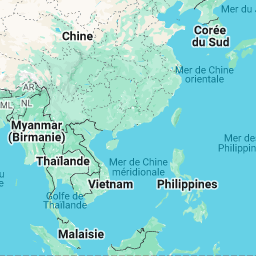 Chine
Corée
du Sud
Mer du
Mer de Chine
orientale
AR
ML
NL
Myanmar
(Birmanie)
Mer
Philippin
Thaïlande
Mer de Chine
méridionale
Vietnam
Philippines
Golfe de
Thaïlande
Malaisie